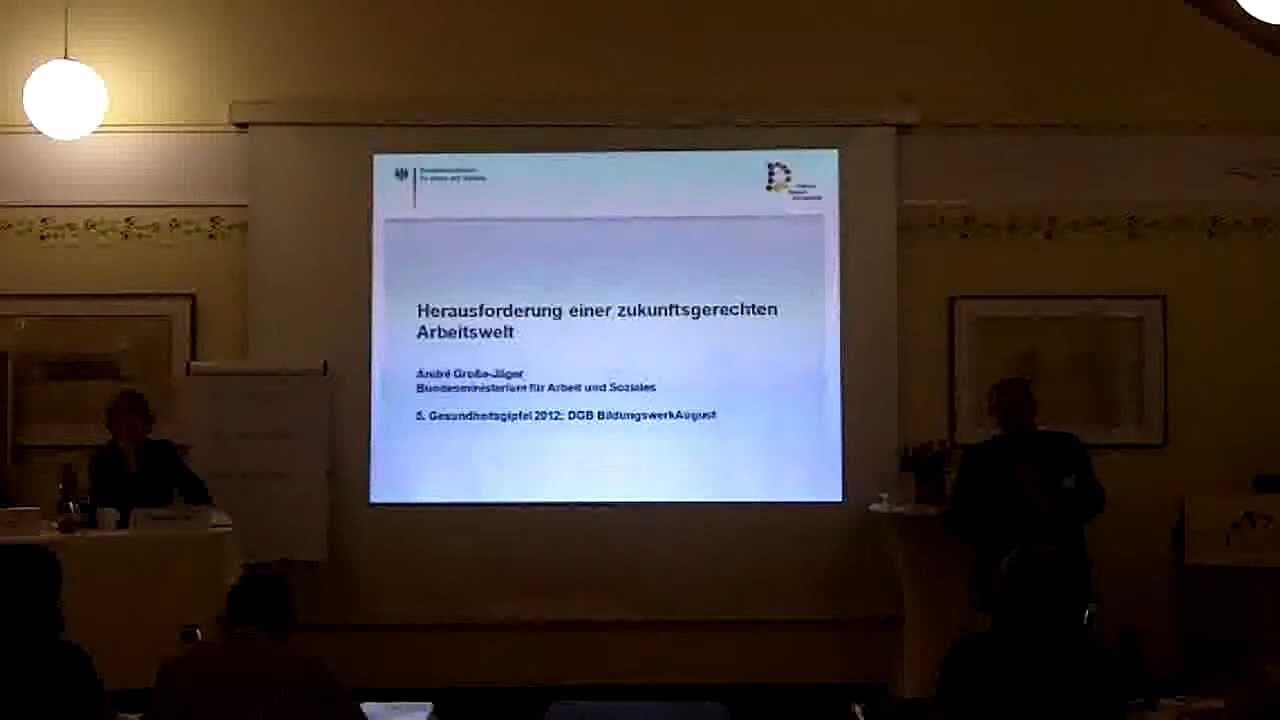 Herausforderung einer zukunftsgerechten
Arbeitswelt
André Große-Jäger
Bundesministerium für Arbeit und Soziales
5. Gesundheitsgipfel 2012; DGB BildungswerkAugust